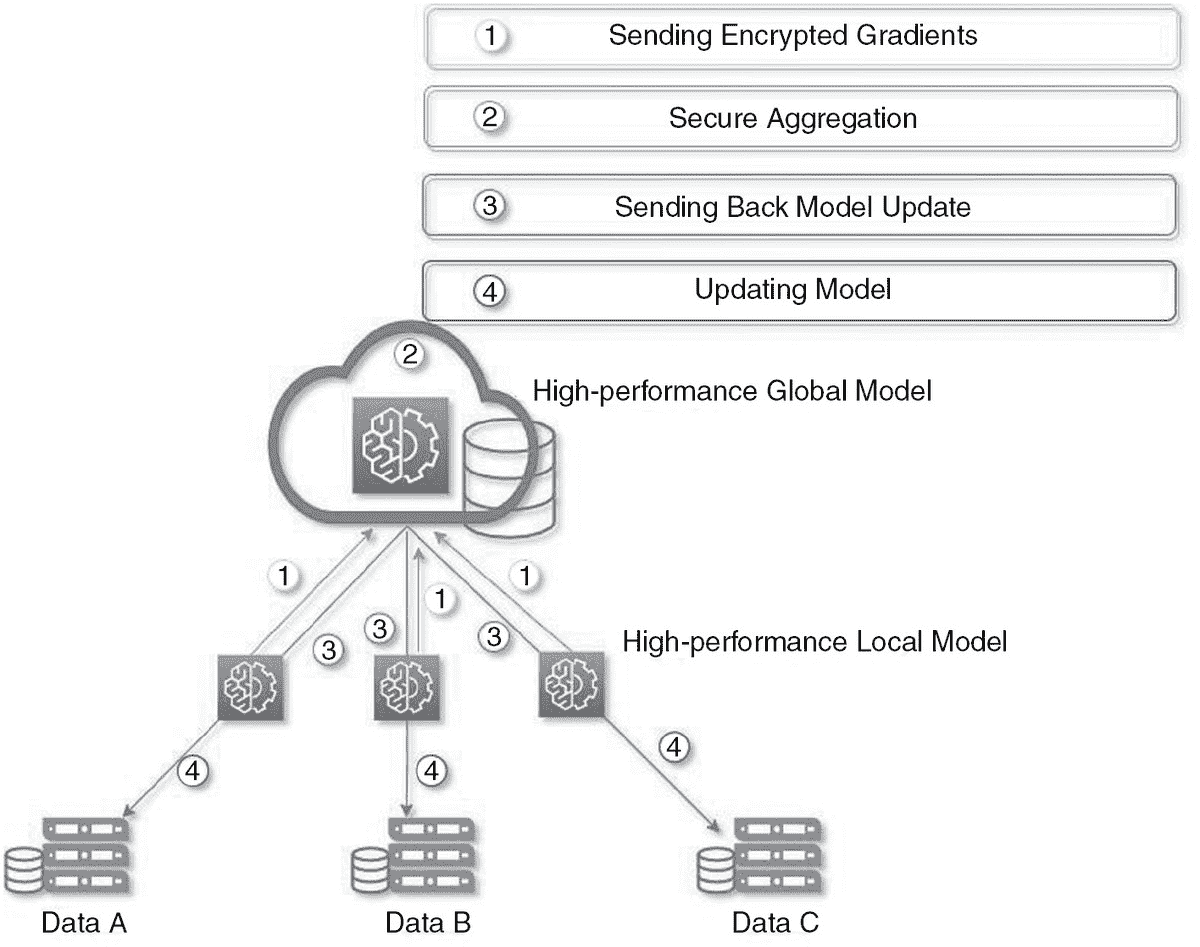 ① Sending Encrypted Gradients
② Secure Aggregation
③ Sending Back Model Update
④ Updating Model
②
High-performance Global Model
① ①
① 
③ ③ ③
High-performance Local Model
④ ④ ④
Data A Data B Data C